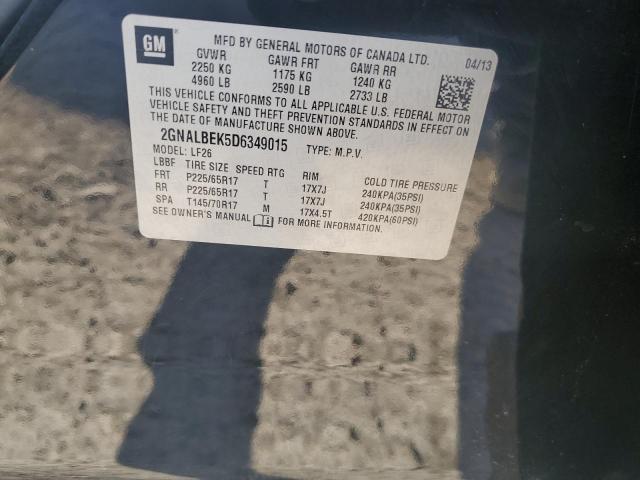 GM
MFD BY GENERAL MOTORS OF CANADA LTD. 04/13
GVWR GAWR FRT GAWR RR
2250 KG 1175 KG 1240 KG
4960 LB 2590 LB 2733 LB
THIS VEHICLE CONFORMS TO ALL APPLICABLE U.S. FEDERAL MOTOR
VEHICLE SAFETY AND THEFT PREVENTION STANDARDS IN EFFECT ON
THE DATE OF MANUFACTURE SHOWN ABOVE.
2GNALBEK5D6349015 TYPE: M.P.V.
MODEL: LF26
LBBF TIRE SIZE SPEED RTG RIM COLD TIRE PRESSURE
FRT P225/65R17 T 17X7J 240KPA(35PSI)
RR P225/65R17 T 17X7J 240KPA(35PSI)
SPA T145/70R17 M 17X4.5T 420KPA(60PSI)
SEE OWNER'S MANUAL FOR MORE INFORMATION.